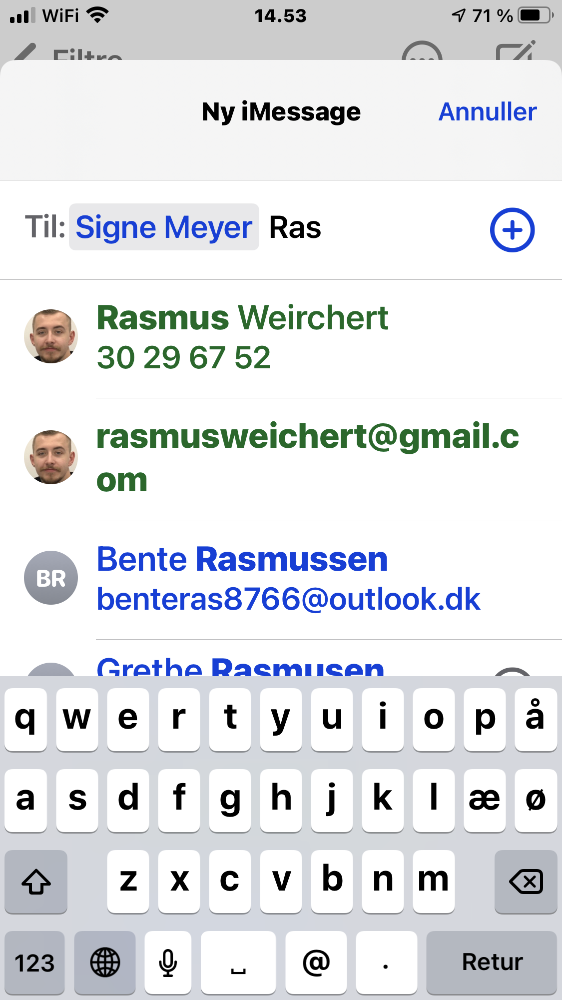 WiFi 14.53 71 %
Filtre
Ny iMessage Annuller
Til: Signe Meyer Ras
Rasmus Weirchert
30 29 67 52
rasmusweichert@gmail.c
om
BR
Bente Rasmussen
benteras8766@outlook.dk
Grethe Rasmusen
q w e r t y u i o p å
a s d f g h j k l æ ø
z x c v b n m
123 @ . Retur